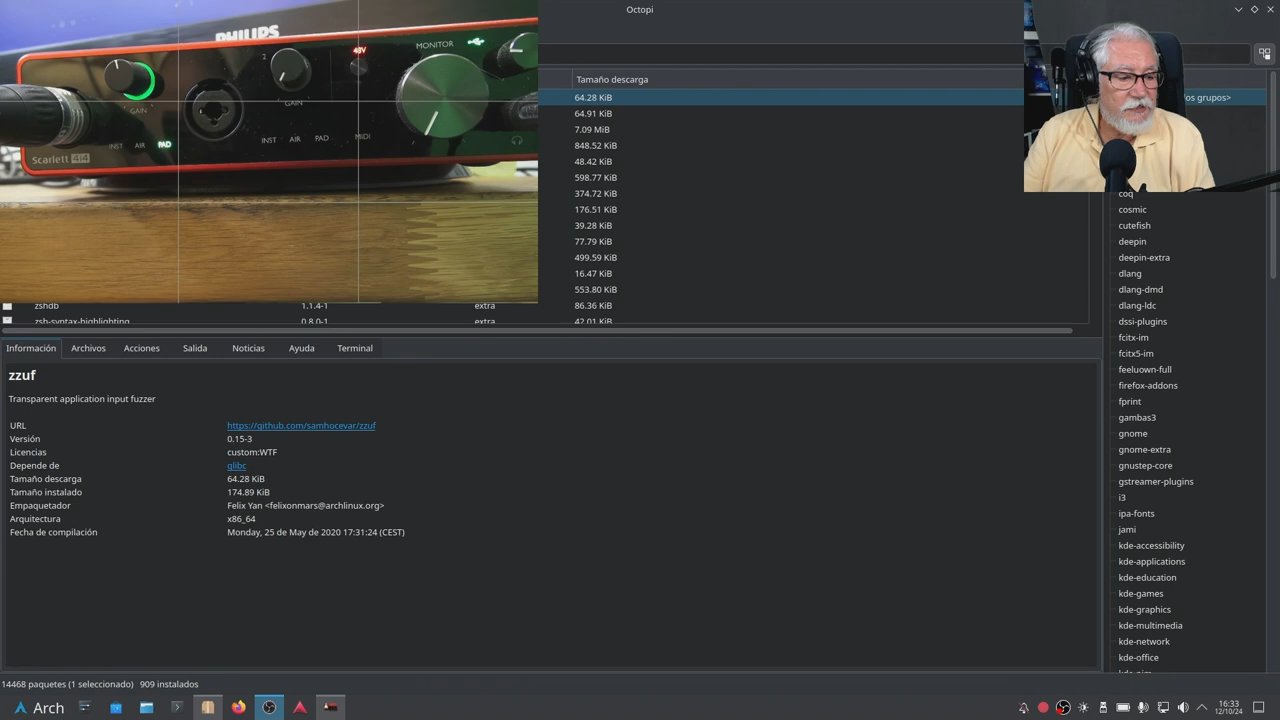 Octopi
PHILIPS
48V
MONITOR
2
GAIN
GAIN
INST AIR PAD
INST AIR PAD
MIDI
Scarlett 4i4
Tamaño descarga
64.28 KiB
64.91 KiB
7.09 MiB
848.52 KiB
48.42 KiB
598.77 KiB
374.72 KiB
176.51 KiB
39.28 KiB
77.79 KiB
499.59 KiB
16.47 KiB
553.80 KiB
zshdb 1.1.4-1 extra 86.36 KiB
zsh-syntax-highlighting 0.8.0-1 extra 42.01 KiB
os grupos>
coq
cosmic
cutefish
deepin
deepin-extra
dlang
dlang-dmd
dlang-ldc
dssi-plugins
fcitx-im
fcitx5-im
feeluown-full
firefox-addons
fprint
gambas3
gnome
gnome-extra
gnustep-core
gstreamer-plugins
i3
ipa-fonts
jami
kde-accessibility
kde-applications
kde-education
kde-games
kde-graphics
kde-multimedia
kde-network
kde-office
Información Archivos Acciones Salida Noticias Ayuda Terminal
zzuf
Transparent application input fuzzer
URL https://github.com/samhocevar/zzuf
Versión 0.15-3
Licencias custom:WTF
Depende de glibc
Tamaño descarga 64.28 KiB
Tamaño instalado 174.89 KiB
Empaquetador Felix Yan <felixonmars@archlinux.org>
Arquitectura x86_64
Fecha de compilación Monday, 25 de May de 2020 17:31:24 (CEST)
14468 paquetes (1 seleccionado) 909 instalados
Arch
16:33
12/10/24